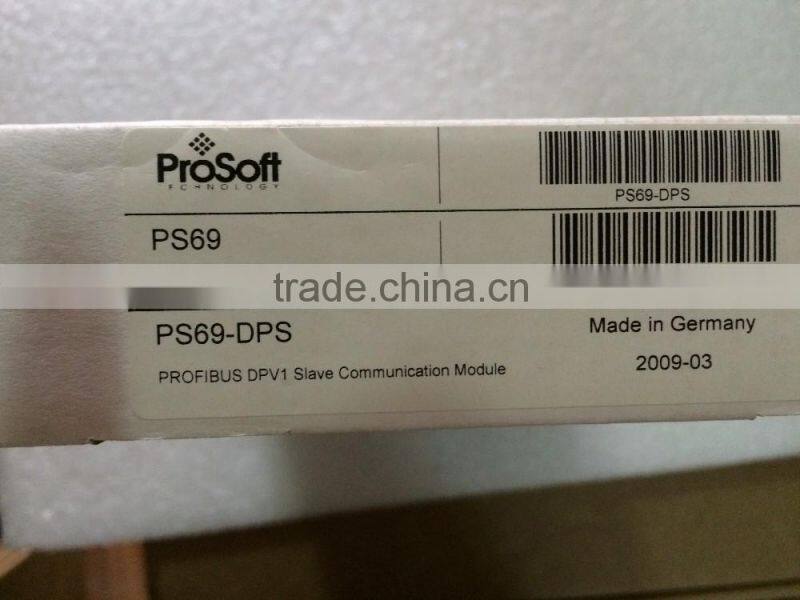 ProSoft
TECHNOLOGY
PS69-DPS
PS69
trade.china.cn
PS69-DPS
Made in Germany
PROFIBUS DPV1 Slave Communication Module
2009-03